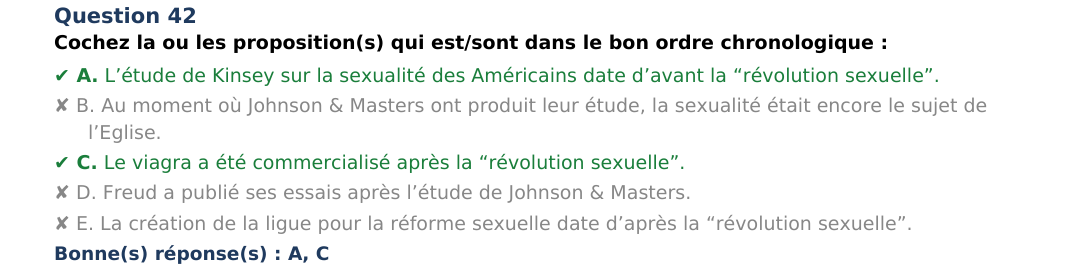 Question 42
Cochez la ou les proposition(s) qui est/sont dans le bon ordre chronologique :
✔ A. L’étude de Kinsey sur la sexualité des Américains date d’avant la “révolution sexuelle”.
✘ B. Au moment où Johnson & Masters ont produit leur étude, la sexualité était encore le sujet de
l’Eglise.
✔ C. Le viagra a été commercialisé après la “révolution sexuelle”.
✘ D. Freud a publié ses essais après l’étude de Johnson & Masters.
✘ E. La création de la ligue pour la réforme sexuelle date d’après la “révolution sexuelle”.
Bonne(s) réponse(s) : A, C